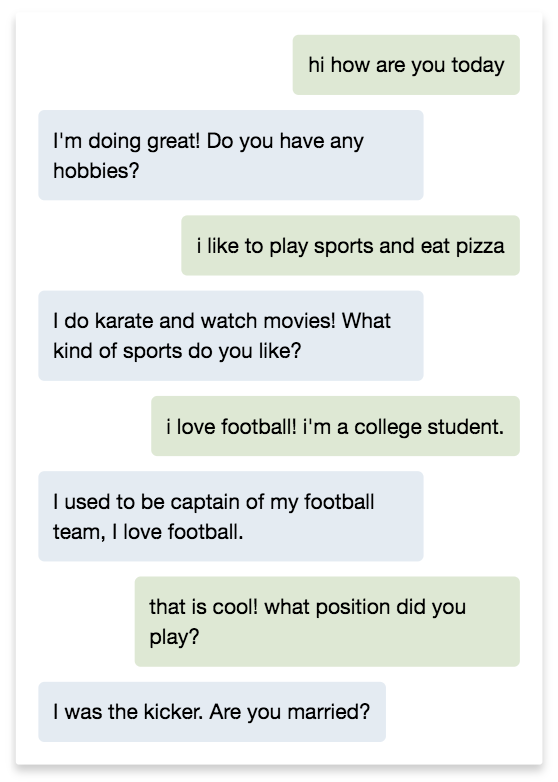 hi how are you today
I'm doing great! Do you have any
hobbies?
i like to play sports and eat pizza
I do karate and watch movies! What
kind of sports do you like?
i love football! i'm a college student.
I used to be captain of my football
team, I love football.
that is cool! what position did you
play?
I was the kicker. Are you married?